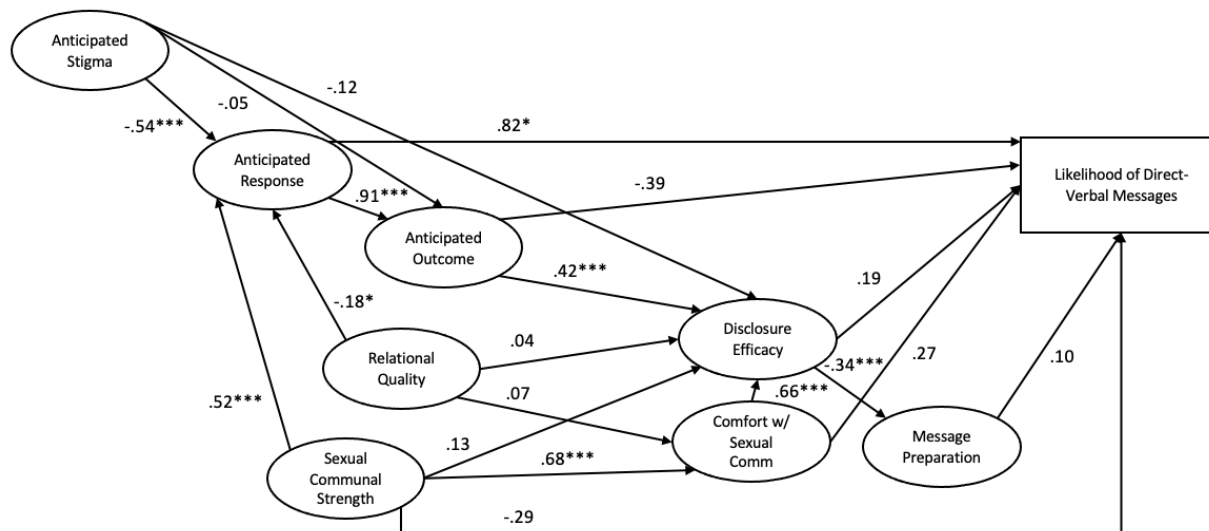 Anticipated
Stigma
-.12
-.05
-.54***
.82*
Anticipated
Response
Likelihood of Direct-
Verbal Messages
.91***
-.39
Anticipated
Outcome
.42***
.19
-.18*
Disclosure
Efficacy
.04
Relational
Quality
-.34***
.27
.10
.07
.66***
.52***
Comfort w/
Sexual
Comm
Message
Preparation
.13
Sexual
Communal
Strength
.68***
-.29